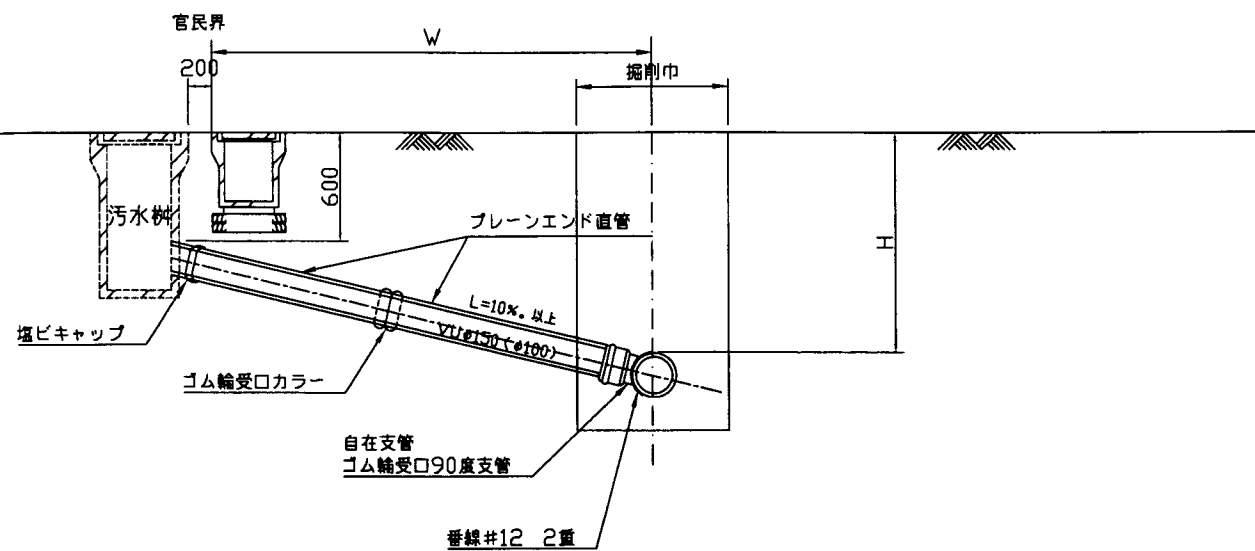 官民界
W
200
掘削巾
600
汚水桝
H
プレーンエンド直管
L=10‰以上
VUφ150(φ100)
塩ビキャップ
ゴム輪受口カラー
自在支管
ゴム輪受口90度支管
番線#12 2重